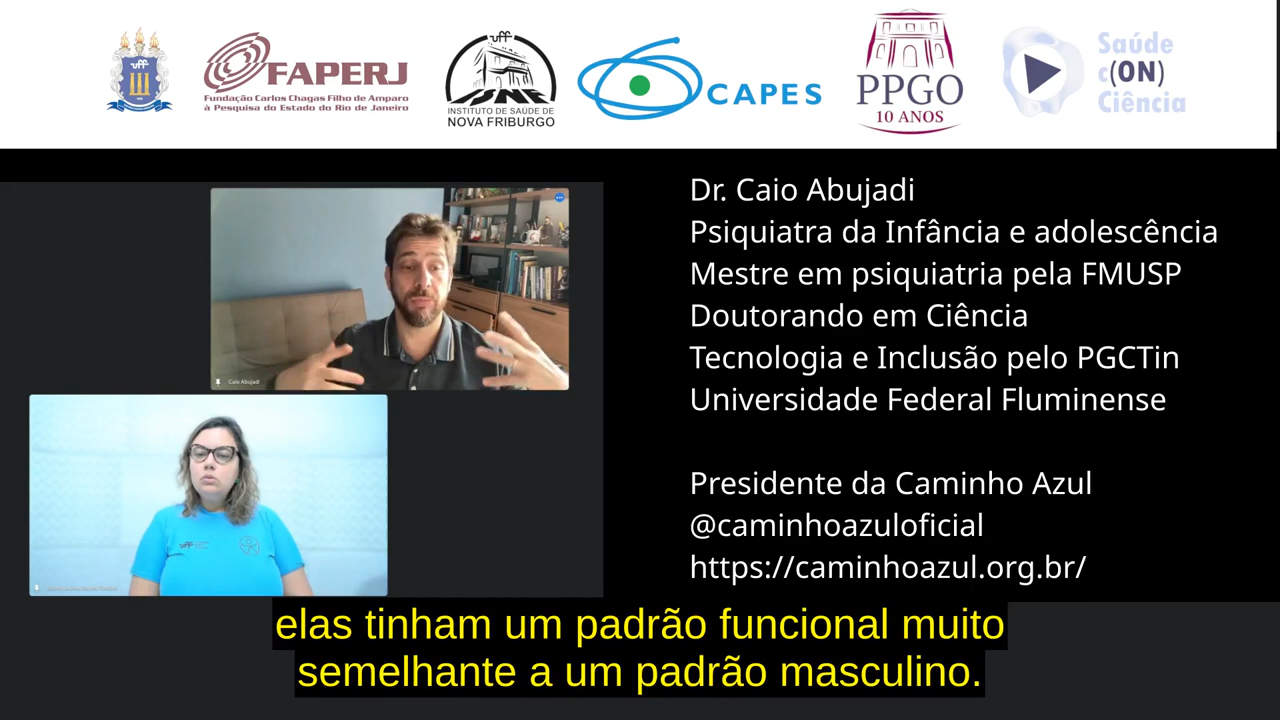 FAPERJ
Fundação Carlos Chagas Filho de Amparo
à Pesquisa do Estado do Rio de Janeiro
uff
INSTITUTO DE SAÚDE DE
NOVA FRIBURGO
CAPES
PPGO
10 ANOS
Saúde
c(ON)
Ciência
Dr. Caio Abujadi
Psiquiatra da Infância e adolescência
Mestre em psiquiatria pela FMUSP
Doutorando em Ciência
Tecnologia e Inclusão pelo PGCTin
Universidade Federal Fluminense
Presidente da Caminho Azul
@caminhoazuloficial
https://caminhoazul.org.br/
Caio Abujadi
uff
elas tinham um padrão funcional muito
semelhante a um padrão masculino.